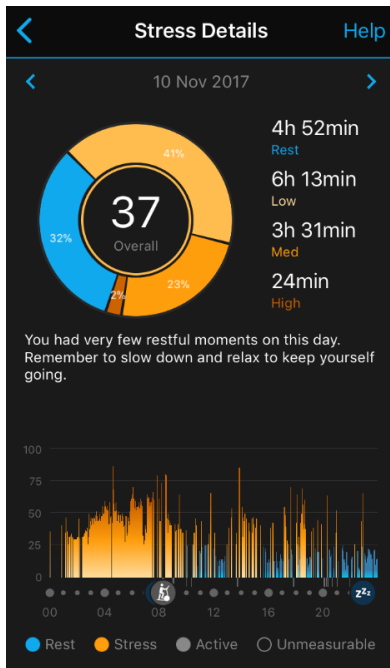 Stress Details
Help
10 Nov 2017
41%
32%
23%
2%
37
Overall
4h 52min
Rest
6h 13min
Low
3h 31min
Med
24min
High
You had very few restful moments on this day.
Remember to slow down and relax to keep yourself
going.
100
75
50
25
0
00 04 08 12 16 20
zzz
Rest Stress Active Unmeasurable